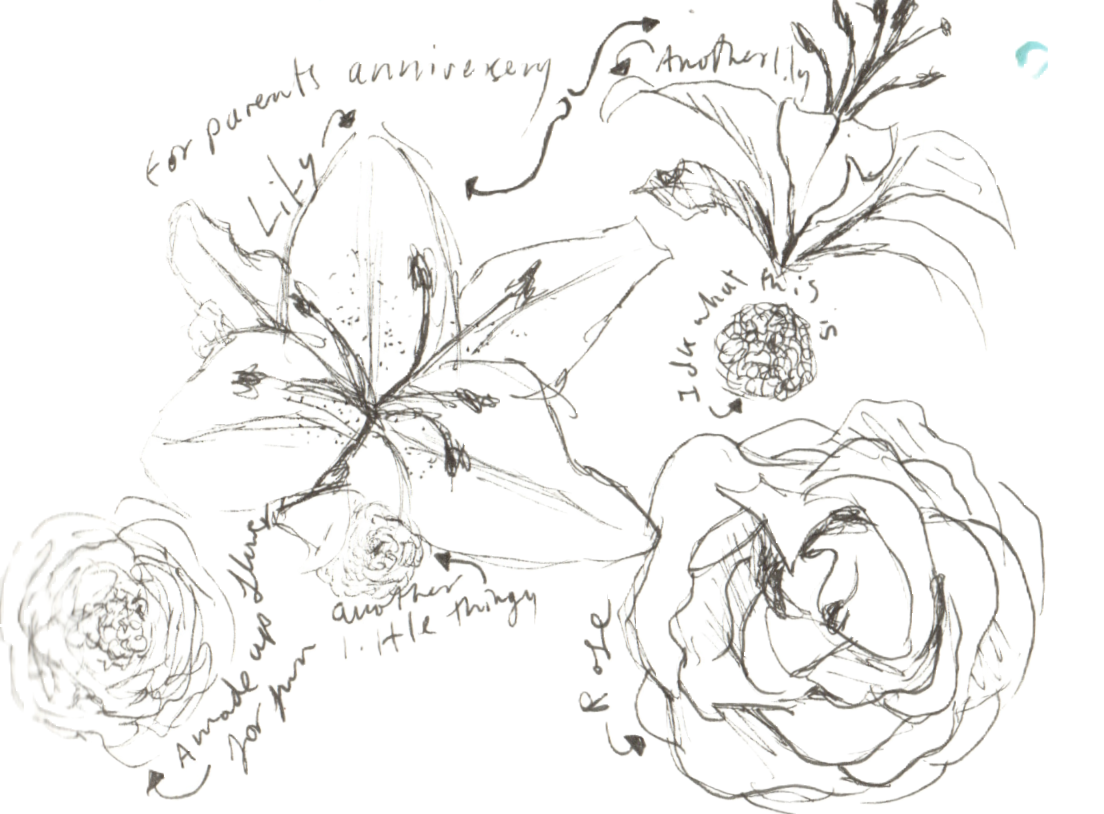 For parents anniversery
Lily
Another lily
Idk what this is
another
little thingy
Rose
A made up flower
for fun